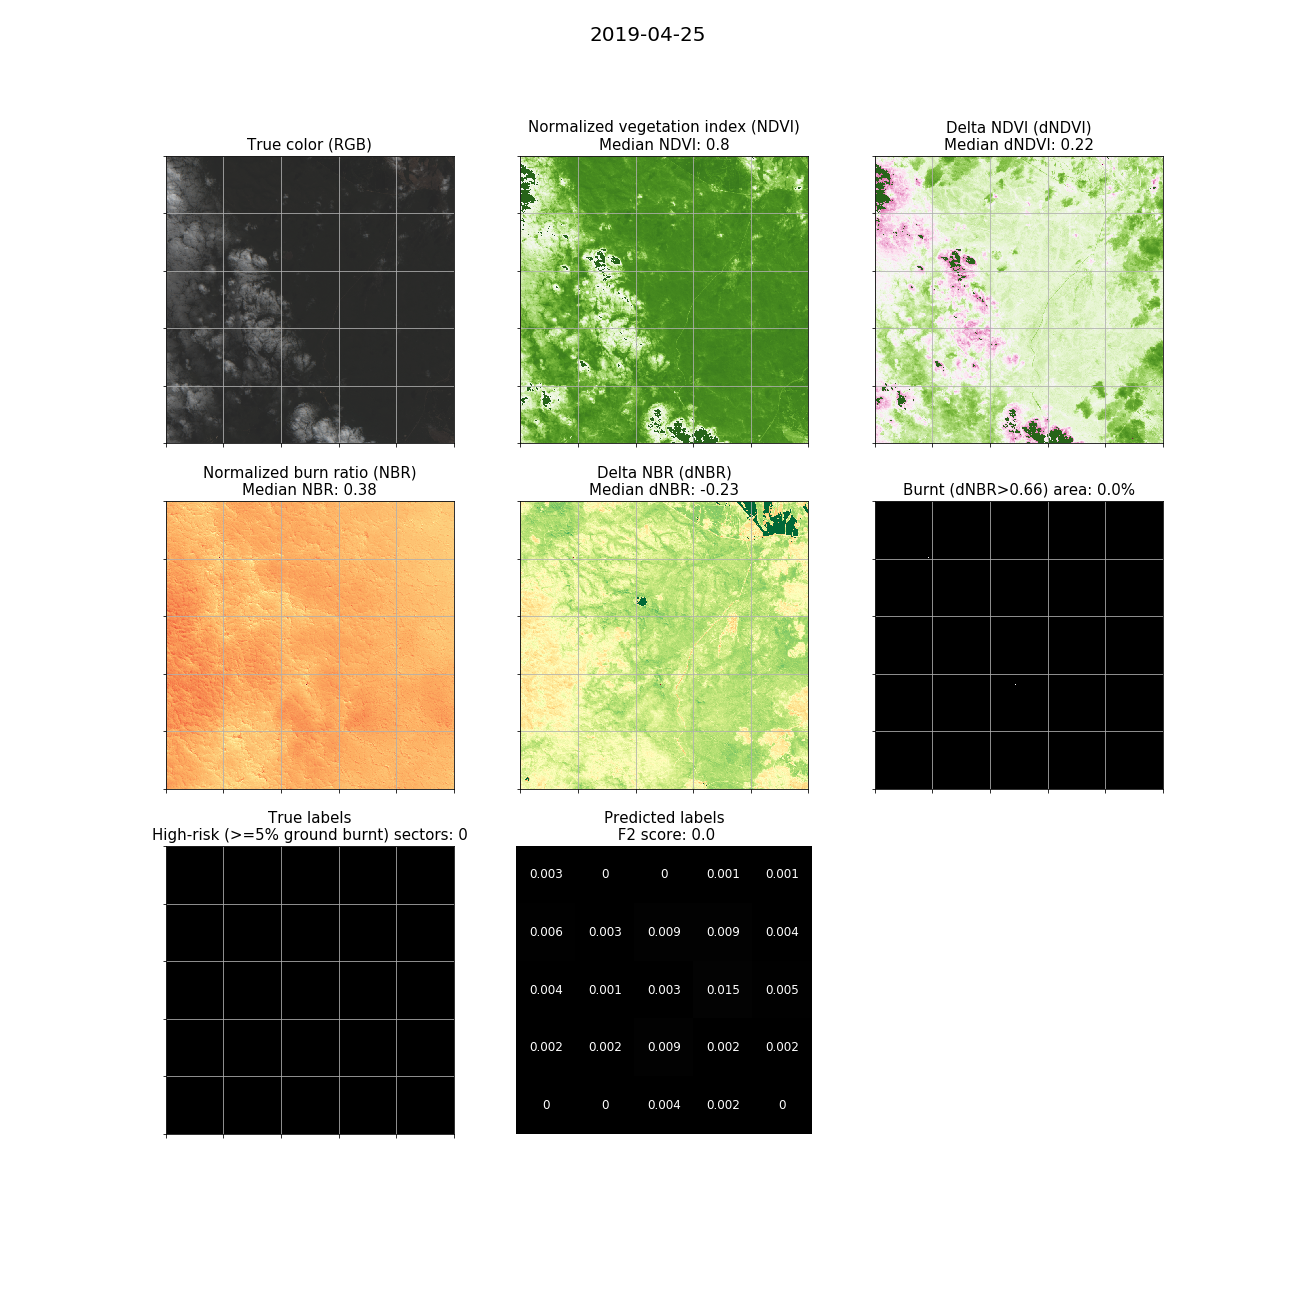 2019-04-25
True color (RGB)
Normalized vegetation index (NDVI)
Median NDVI: 0.8
Delta NDVI (dNDVI)
Median dNDVI: 0.22
Normalized burn ratio (NBR)
Median NBR: 0.38
Delta NBR (dNBR)
Median dNBR: -0.23
Burnt (dNBR>0.66) area: 0.0%
True labels
High-risk (>=5% ground burnt) sectors: 0
Predicted labels
F2 score: 0.0
0.003 0 0 0.001 0.001
0.006 0.003 0.009 0.009 0.004
0.004 0.001 0.003 0.015 0.005
0.002 0.002 0.009 0.002 0.002
0 0 0.004 0.002 0